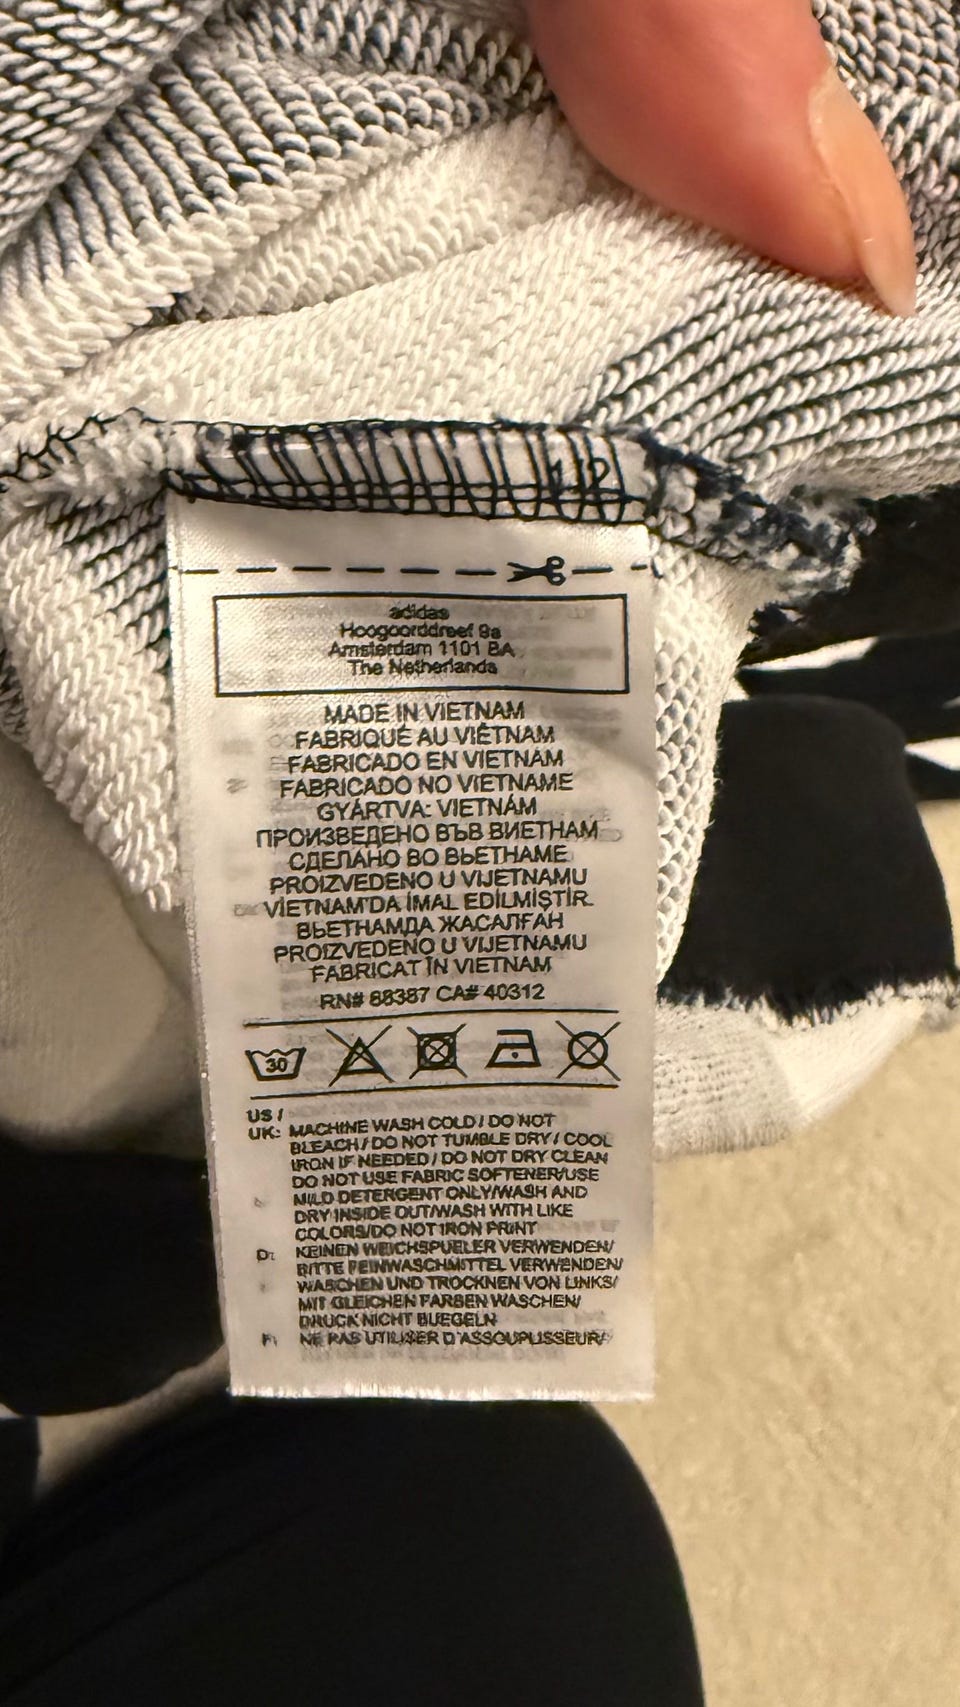 adidas
Hoogoorddreef 9a
Amsterdam 1101 BA
The Netherlands
MADE IN VIETNAM
FABRIQUÉ AU VIÊTNAM
FABRICADO EN VIETNAM
FABRICADO NO VIETNAME
GYÁRTVA: VIETNÁM
ПРОИЗВЕДЕНО ВЪВ ВИЕТНАМ
СДЕЛАНО ВО ВЬЕТНАМЕ
PROIZVEDENO U VIJETNAMU
VİETNAM'DA İMAL EDİLMİŞTİR
ВЬЕТНАМДА ЖАСАЛҒАН
PROIZVEDENO U VIJETNAMU
FABRICAT ÎN VIETNAM
RN# 88387 CA# 40312
30
US /
UK: MACHINE WASH COLD / DO NOT
BLEACH / DO NOT TUMBLE DRY / COOL
IRON IF NEEDED / DO NOT DRY CLEAN
DO NOT USE FABRIC SOFTENER/USE
MILD DETERGENT ONLY/WASH AND
DRY INSIDE OUT/WASH WITH LIKE
COLORS/DO NOT IRON PRINT
D: KEINEN WEICHSPUELER VERWENDEN/
BITTE FEINWASCHMITTEL VERWENDEN/
WASCHEN UND TROCKNEN VON LINKS/
MIT GLEICHEN FARBEN WASCHEN/
DRUCK NICHT BUEGELN
F: NE PAS UTILISER D'ASSOUPLISSEUR/